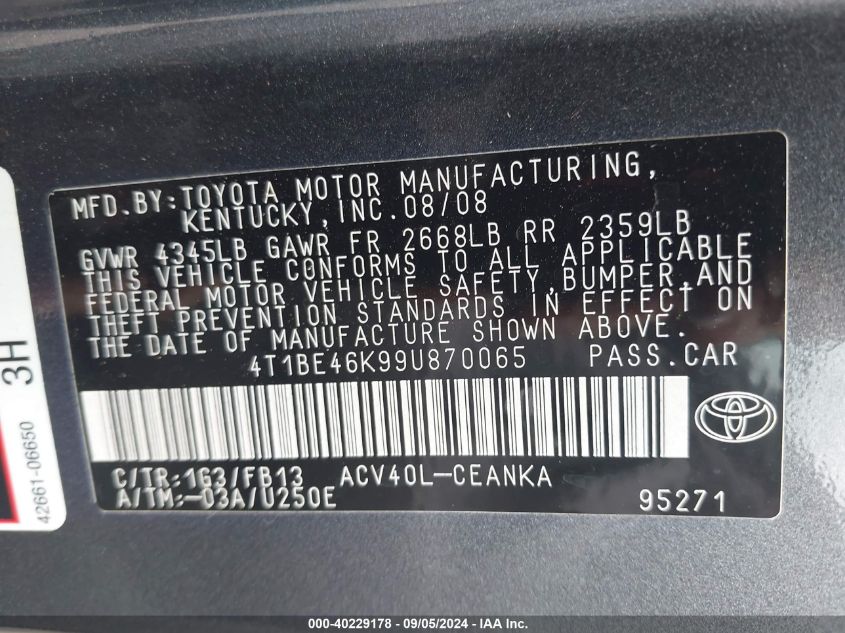 MFD.BY:TOYOTA MOTOR MANUFACTURING,
KENTUCKY, INC.08/08
GVWR 4345LB GAWR FR 2668LB RR 2359LB
THIS VEHICLE CONFORMS TO ALL APPLICABLE
FEDERAL MOTOR VEHICLE SAFETY,BUMPER,AND
THEFT PREVENTION STANDARDS IN EFFECT ON
THE DATE OF MANUFACTURE SHOWN ABOVE.
4T1BE46K99U870065 PASS.CAR
C/TR:163/FB13 ACV40L-CEANKA
A/TM:-03A/U250E 95271
3H
42661-06650
000-40229178 - 09/05/2024 - IAA Holdings, LLC.